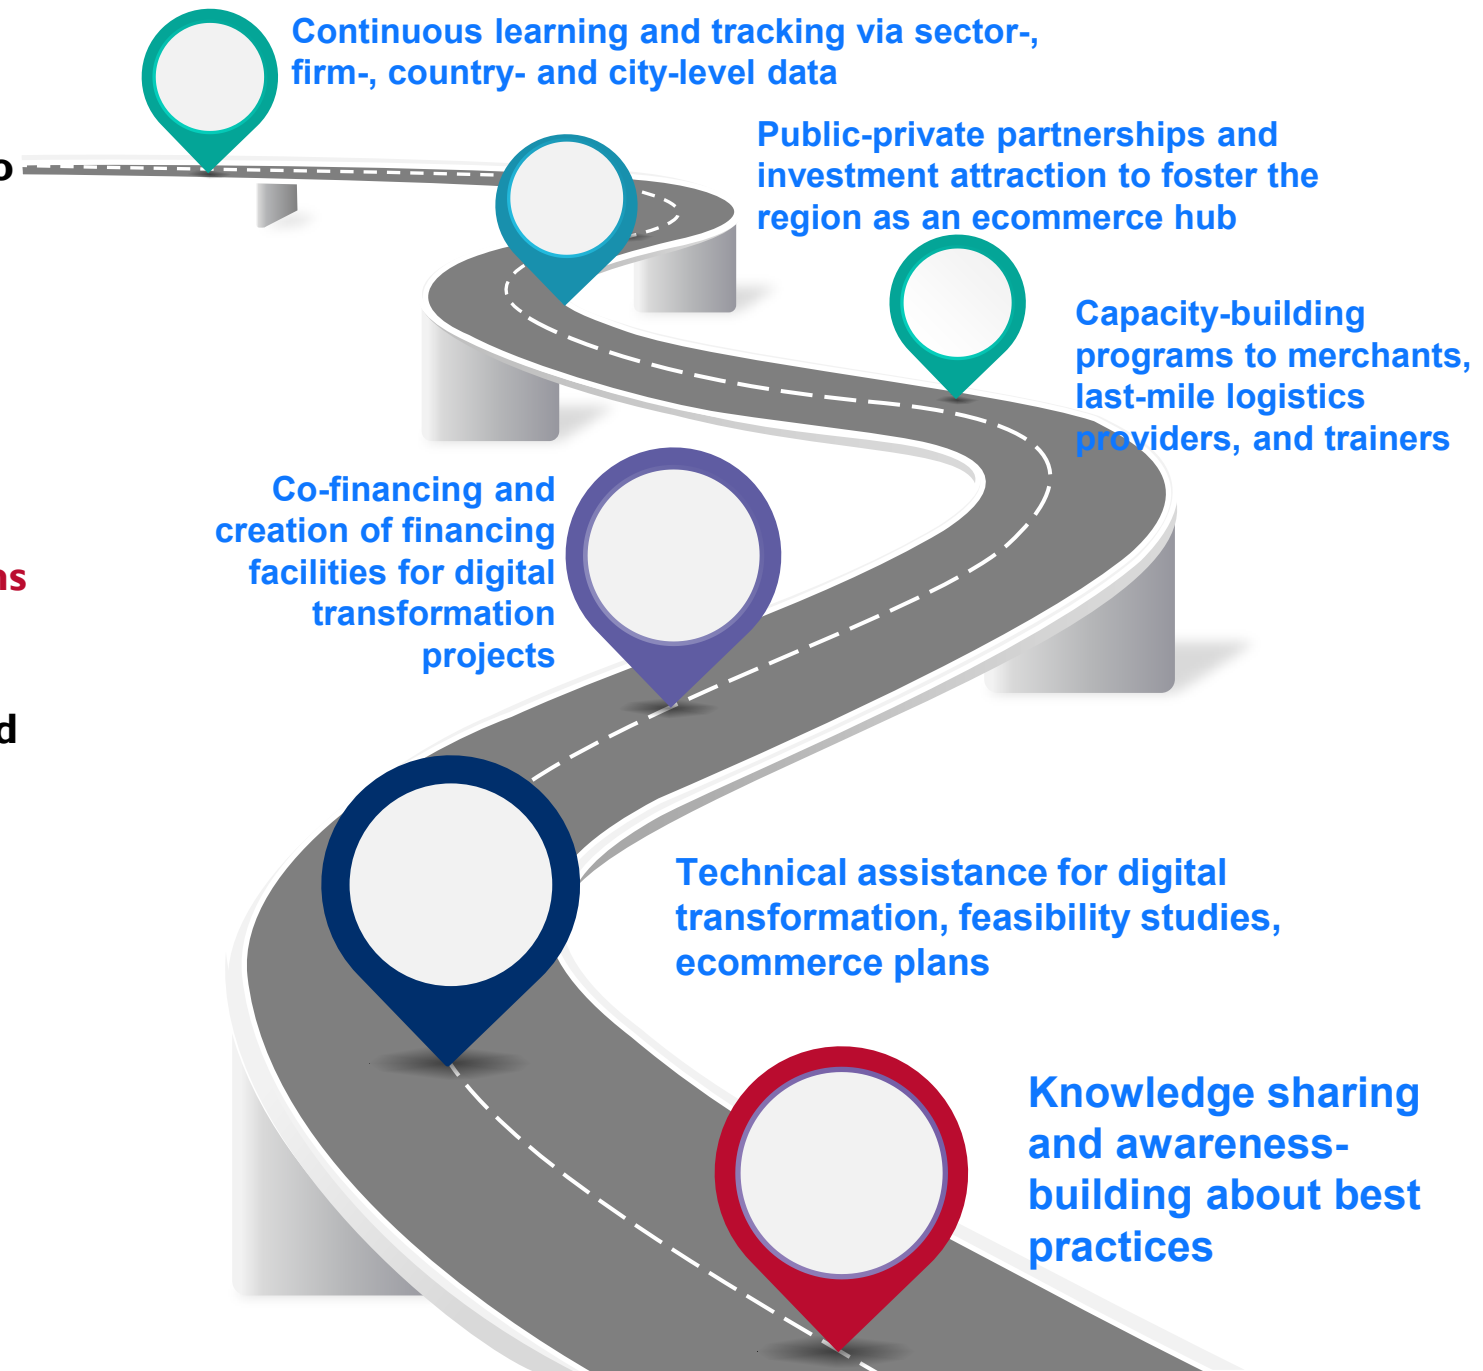 Continuous learning and tracking via sector-,
firm-, country- and city-level data
Public-private partnerships and
investment attraction to foster the
region as an ecommerce hub
Capacity-building
programs to merchants,
last-mile logistics
providers, and trainers
Co-financing and
creation of financing
facilities for digital
transformation
projects
Technical assistance for digital
transformation, feasibility studies,
ecommerce plans
Knowledge sharing
and awareness-
building about best
practices